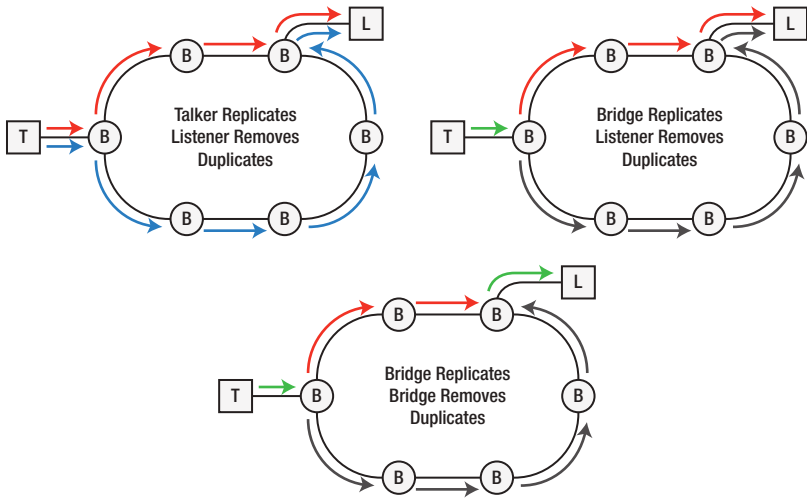 L
B
B
T
B
Talker Replicates
Listener Removes
Duplicates
B
B
B
L
B
B
T
B
Bridge Replicates
Listener Removes
Duplicates
B
B
B
L
B
B
T
B
Bridge Replicates
Bridge Removes
Duplicates
B
B
B